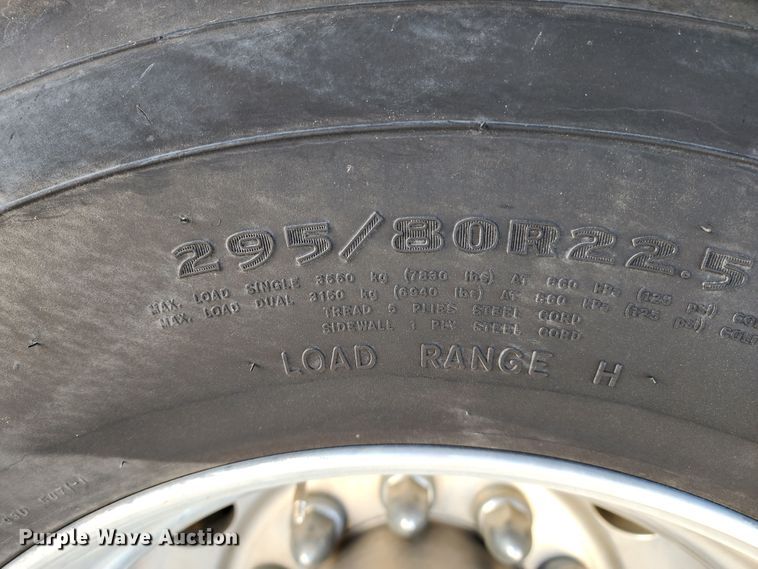 295/80R22.5
MAX. LOAD SINGLE 3550 kg (7830 lbs) AT 860 kPa (125 psi) COL
MAX. LOAD DUAL 3150 kg (6940 lbs) AT 860 kPa (125 psi) COLD
TREAD 5 PLIES STEEL CORD
SIDEWALL 1 PLY STEEL CORD
LOAD RANGE H
Purple Wave Auction